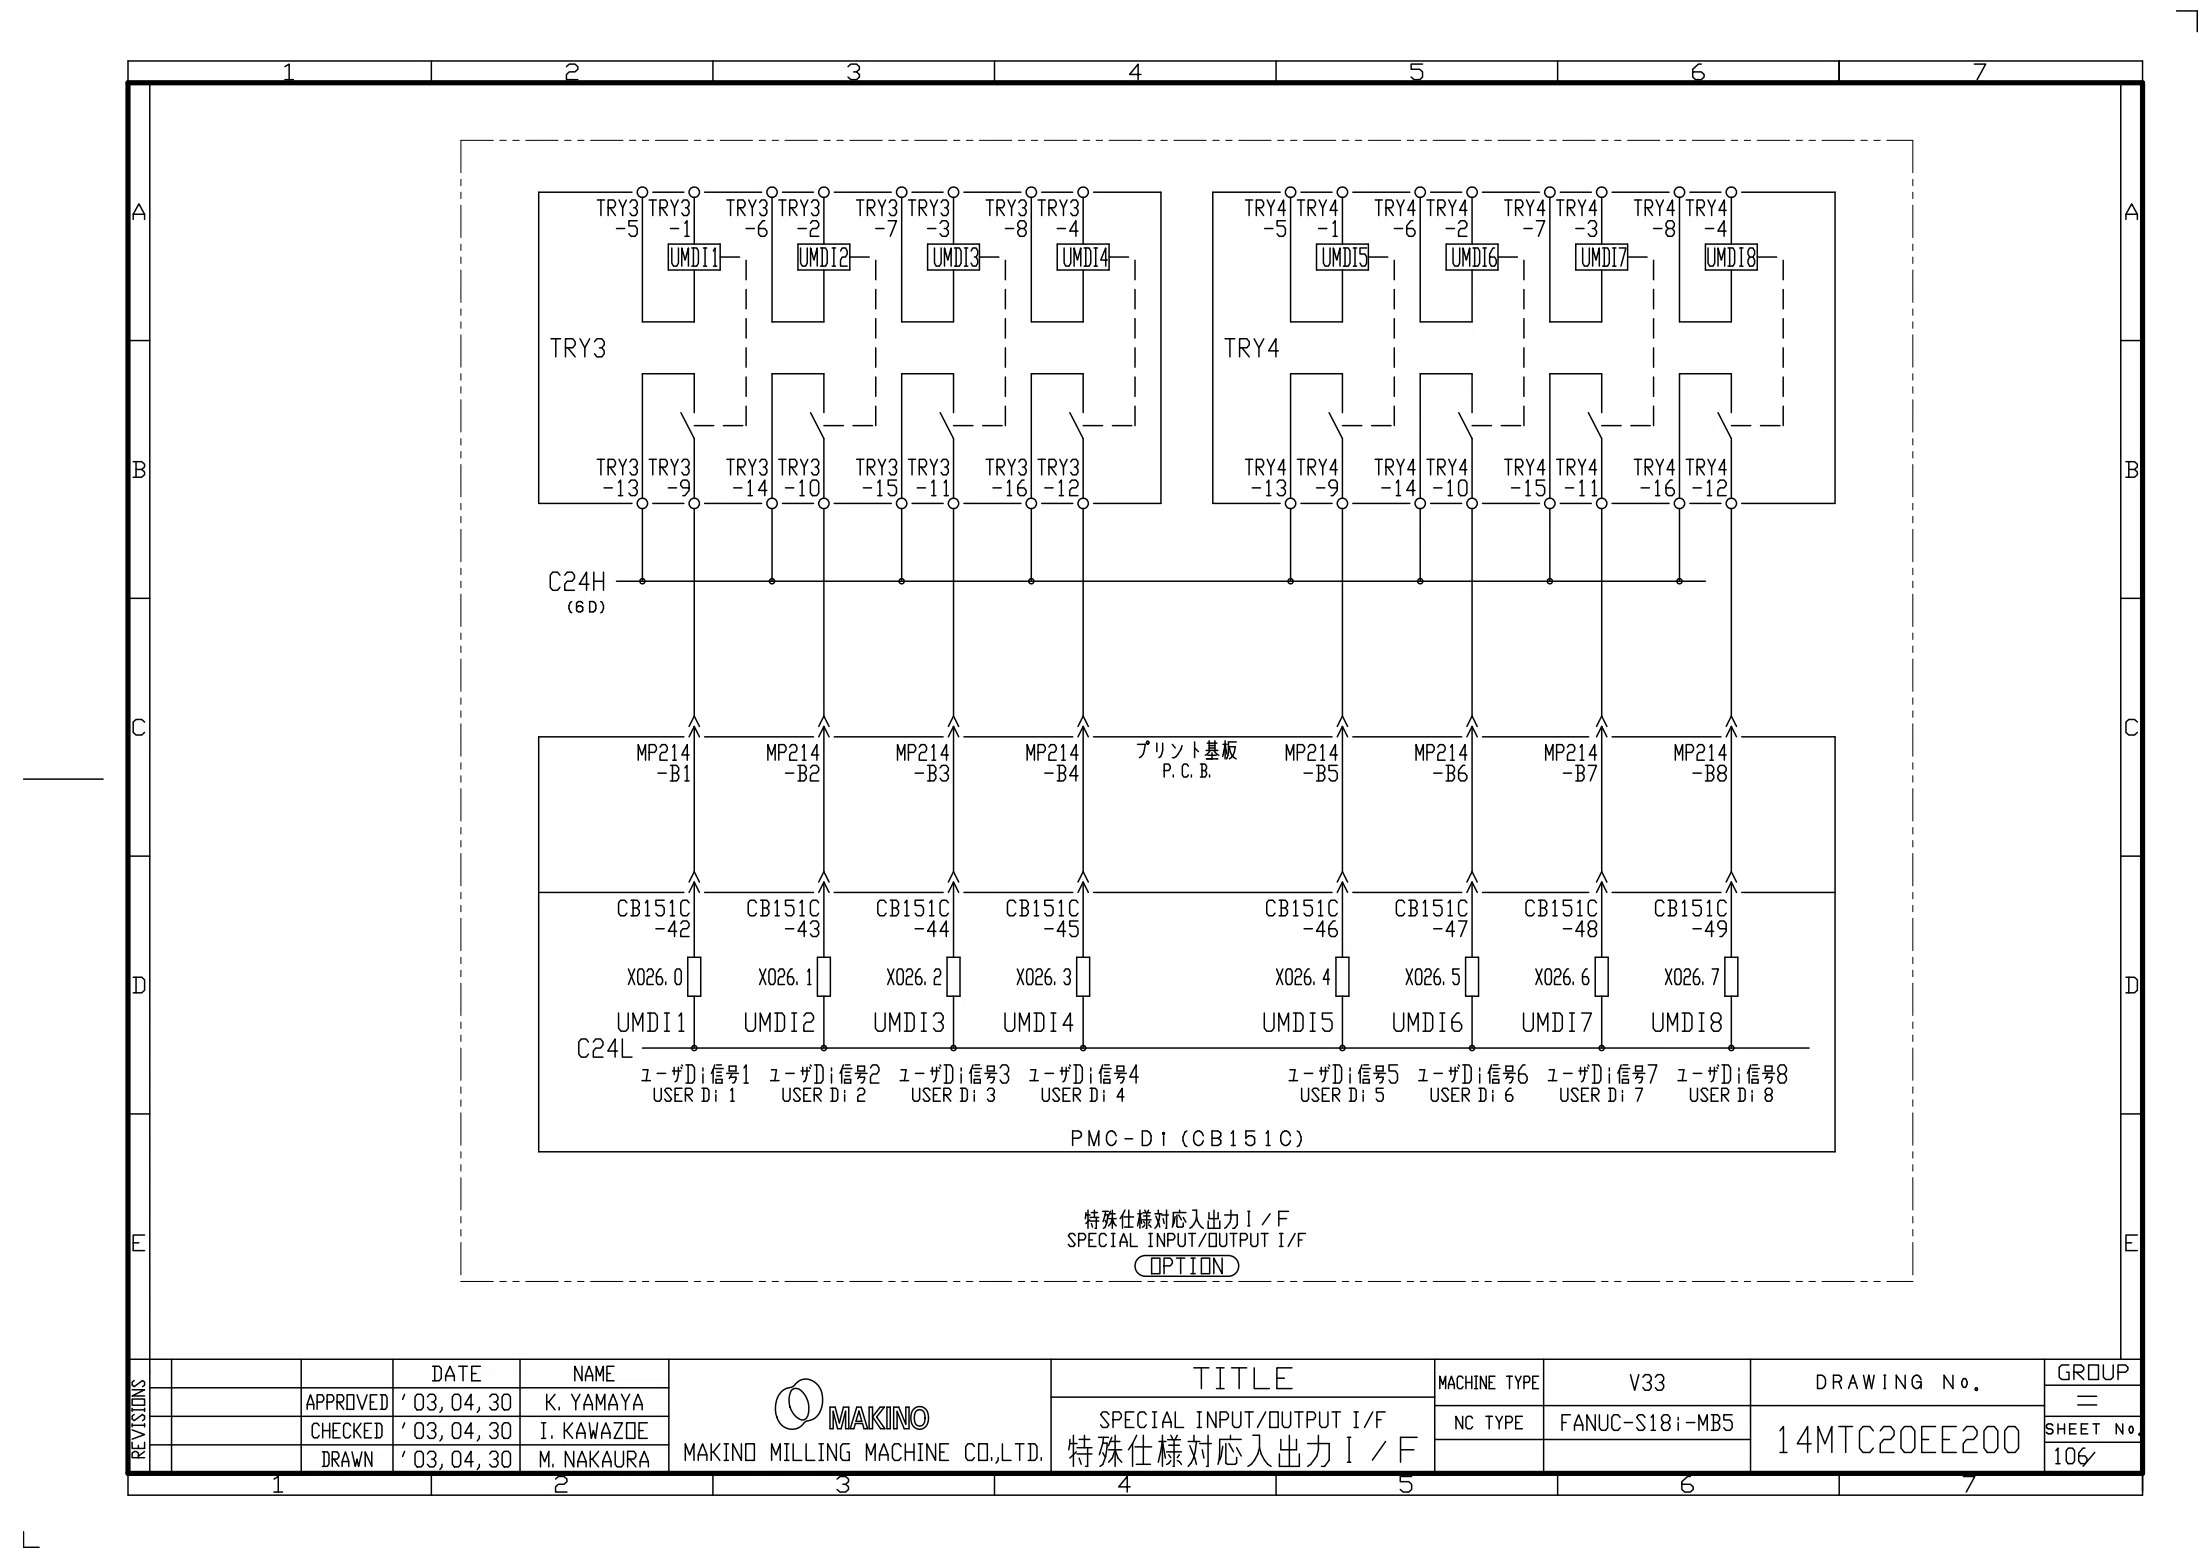 1 2 3 4 5 6 7
A A
TRY3 TRY3 TRY3 TRY3 TRY3 TRY3 TRY3 TRY3 TRY4 TRY4 TRY4 TRY4 TRY4 TRY4 TRY4 TRY4
-5 -1 -6 -2 -7 -3 -8 -4 -5 -1 -6 -2 -7 -3 -8 -4
UMDI1 UMDI2 UMDI3 UMDI4 UMDI5 UMDI6 UMDI7 UMDI8
TRY3 TRY4
B B
TRY3 TRY3 TRY3 TRY3 TRY3 TRY3 TRY3 TRY3 TRY4 TRY4 TRY4 TRY4 TRY4 TRY4 TRY4 TRY4
-13 -9 -14 -10 -15 -11 -16 -12 -13 -9 -14 -10 -15 -11 -16 -12
C24H
(6D)
C C
MP214 MP214 MP214 MP214 プリント基板 MP214 MP214 MP214 MP214
-B1 -B2 -B3 -B4 P.C.B. -B5 -B6 -B7 -B8
CB151C CB151C CB151C CB151C CB151C CB151C CB151C CB151C
-42 -43 -44 -45 -46 -47 -48 -49
D D
X026.0 X026.1 X026.2 X026.3 X026.4 X026.5 X026.6 X026.7
UMDI1 UMDI2 UMDI3 UMDI4 UMDI5 UMDI6 UMDI7 UMDI8
C24L
ユーザDi信号1 ユーザDi信号2 ユーザDi信号3 ユーザDi信号4 ユーザDi信号5 ユーザDi信号6 ユーザDi信号7 ユーザDi信号8
USER Di 1 USER Di 2 USER Di 3 USER Di 4 USER Di 5 USER Di 6 USER Di 7 USER Di 8
PMC-Di(CB151C)
E E
特殊仕様対応入出力I/F
SPECIAL INPUT/OUTPUT I/F
OPTION
REVISIONS
DATE NAME
APPROVED '03,04,30 K. YAMAYA
CHECKED '03,04,30 I. KAWAZOE
DRAWN '03,04,30 M. NAKAURA
MAKINO
MAKINO MILLING MACHINE CO.,LTD.
TITLE
SPECIAL INPUT/OUTPUT I/F
特殊仕様対応入出力I/F
MACHINE TYPE V33
NC TYPE FANUC-S18i-MB5
DRAWING No.
14MTC20EE200
GROUP
=
SHEET No.
106/
1 2 3 4 5 6 7